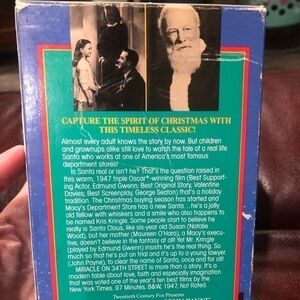 CAPTURE THE SPIRIT OF CHRISTMAS WITH
THIS TIMELESS CLASSIC!
Almost every adult knows the story by now. But children
and grownups alike still love to watch the tale of a real life
Santa who works at one of America's most famous
department stores!
Is Santa real or isn't he? That's the question raised in
this warm, 1947 triple Oscar®-winning film (Best Support-
ing Actor, Edmund Gwenn; Best Original Story, Valentine
Davies, Best Screenplay, George Seaton) that's a holiday
tradition. The Christmas buying season has started and
Macy's Department Store has a new Santa...he's a jolly
old fellow with whiskers and a smile who also happens to
be named Kris Kringle. Some people start to believe he
really is Santa Claus, like six-year old Susan (Natalie
Wood), but her mother (Maureen O'Hara), a Macy's execu-
tive, doesn't believe in the fantasy at all! Yet Mr. Kringle
(played by Edmund Gwenn) insists he's the real thing. So
much so that he's put on trial and it's up to a young lawyer
(John Payne), to clear the name of Santa, once and for all!
MIRACLE ON 34TH STREET is more than a story. It's a
modern fable about love, faith and especially imagination
that was voted one of the year's best films by the
New York Times. 97 Minutes, B&W, 1947, Not Rated.
Twentieth Century Fox Presents